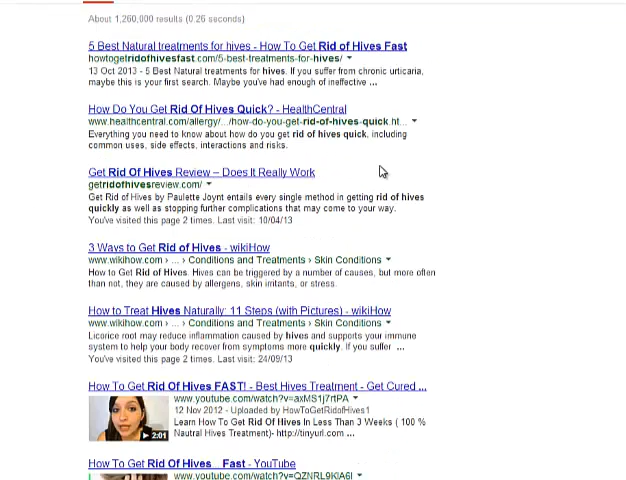 About 1,260,000 results (0.26 seconds)
5 Best Natural treatments for hives - How To Get Rid of Hives Fast
howtogetridofhivesfast.com/5-best-treatments-for-hives/
13 Oct 2013 - 5 Best Natural treatments for hives. If you suffer from chronic urticaria,
maybe this is your first search. Maybe you've had enough of ineffective ...
How Do You Get Rid Of Hives Quick? - HealthCentral
www.healthcentral.com/allergy/.../how-do-you-get-rid-of-hives-quick.ht...
Everything you need to know about how do you get rid of hives quick, including
common uses, side effects, interactions and risks.
Get Rid Of Hives Review – Does It Really Work
getridofhivesreview.com/
Get Rid of Hives by Paulette Joynt entails every single method in getting rid of hives
quickly as well as stopping further complications that may come to your way.
You've visited this page 2 times. Last visit: 10/04/13
3 Ways to Get Rid of Hives - wikiHow
www.wikihow.com › ... › Conditions and Treatments › Skin Conditions
How to Get Rid of Hives. Hives can be triggered by a number of causes, but more often
than not, they are caused by allergens, skin irritants, or stress.
How to Treat Hives Naturally: 11 Steps (with Pictures) - wikiHow
www.wikihow.com › ... › Conditions and Treatments › Skin Conditions
Licorice root may reduce inflammation caused by hives and supports your immune
system to help your body recover from symptoms more quickly. If you suffer ...
You've visited this page 2 times. Last visit: 24/09/13
How To Get Rid Of Hives FAST! - Best Hives Treatment - Get Cured ...
www.youtube.com/watch?v=axMS1j7rtPA
12 Nov 2012 - Uploaded by HowToGetRidofHives1
Learn How To Get Rid Of Hives In Less Than 3 Weeks ( 100 %
Nautral Hives Treatment)- http://tinyurl.com ...
2:01
How To Get Rid of Hives Fast - YouTube
www.youtube.com/watch?v=QZNRL9KIA6I